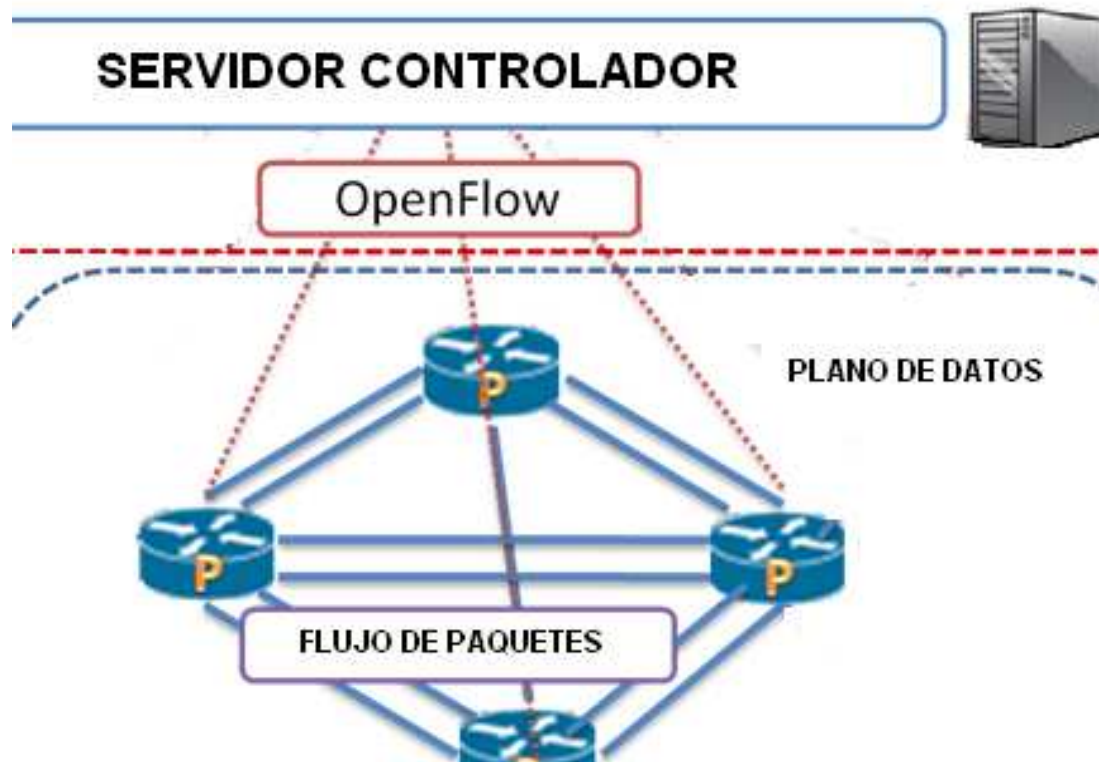 SERVIDOR CONTROLADOR
OpenFlow
PLANO DE DATOS
P
P
P
FLUJO DE PAQUETES